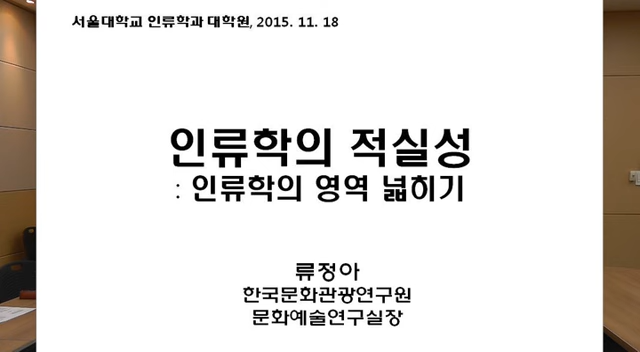 서울대학교 인류학과 대학원, 2015. 11. 18
인류학의 적실성
: 인류학의 영역 넓히기
류정아
한국문화관광연구원
문화예술연구실장